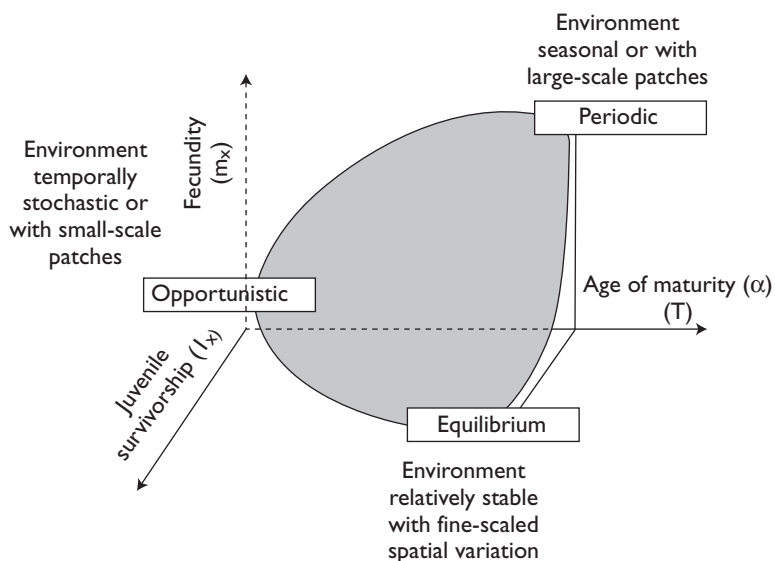 Environment
seasonal or with
large-scale patches
Periodic
Fecundity
(mx)
Environment
temporally
stochastic or
with small-scale
patches
Opportunistic
Age of maturity (α)
(T)
Juvenile
survivorship (1x)
Equilibrium
Environment
relatively stable
with fine-scaled
spatial variation